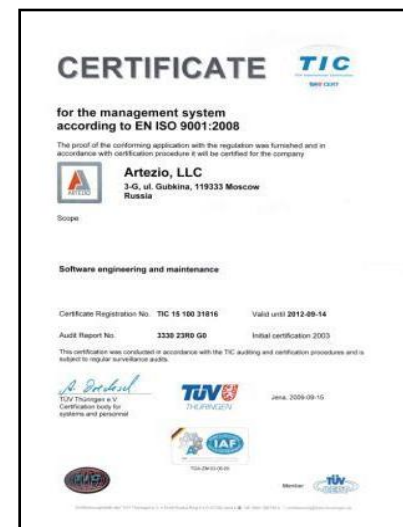 CERTIFICATE
TIC
TÜV CERT
for the management system
according to EN ISO 9001:2008
The proof of the conforming application with the regulation was furnished and in
accordance with certification procedure it will be certified for the company
ARTEZIO
Artezio, LLC
3-G, ul. Gubkina, 119333 Moscow
Russia
Scope
Software engineering and maintenance
Certificate Registration No. TIC 15 100 31816 Valid until 2012-09-14
Audit Report No. 3330 23R0 G0 Initial certification 2003
This certification was conducted in accordance with the TIC auditing and certification procedures and is
subject to regular surveillance audits.
TÜV Thüringen e.V.
Certification body for
systems and personnel
TÜV
THÜRINGEN
Jena, 2009-09-15
IAF
Member
TÜV